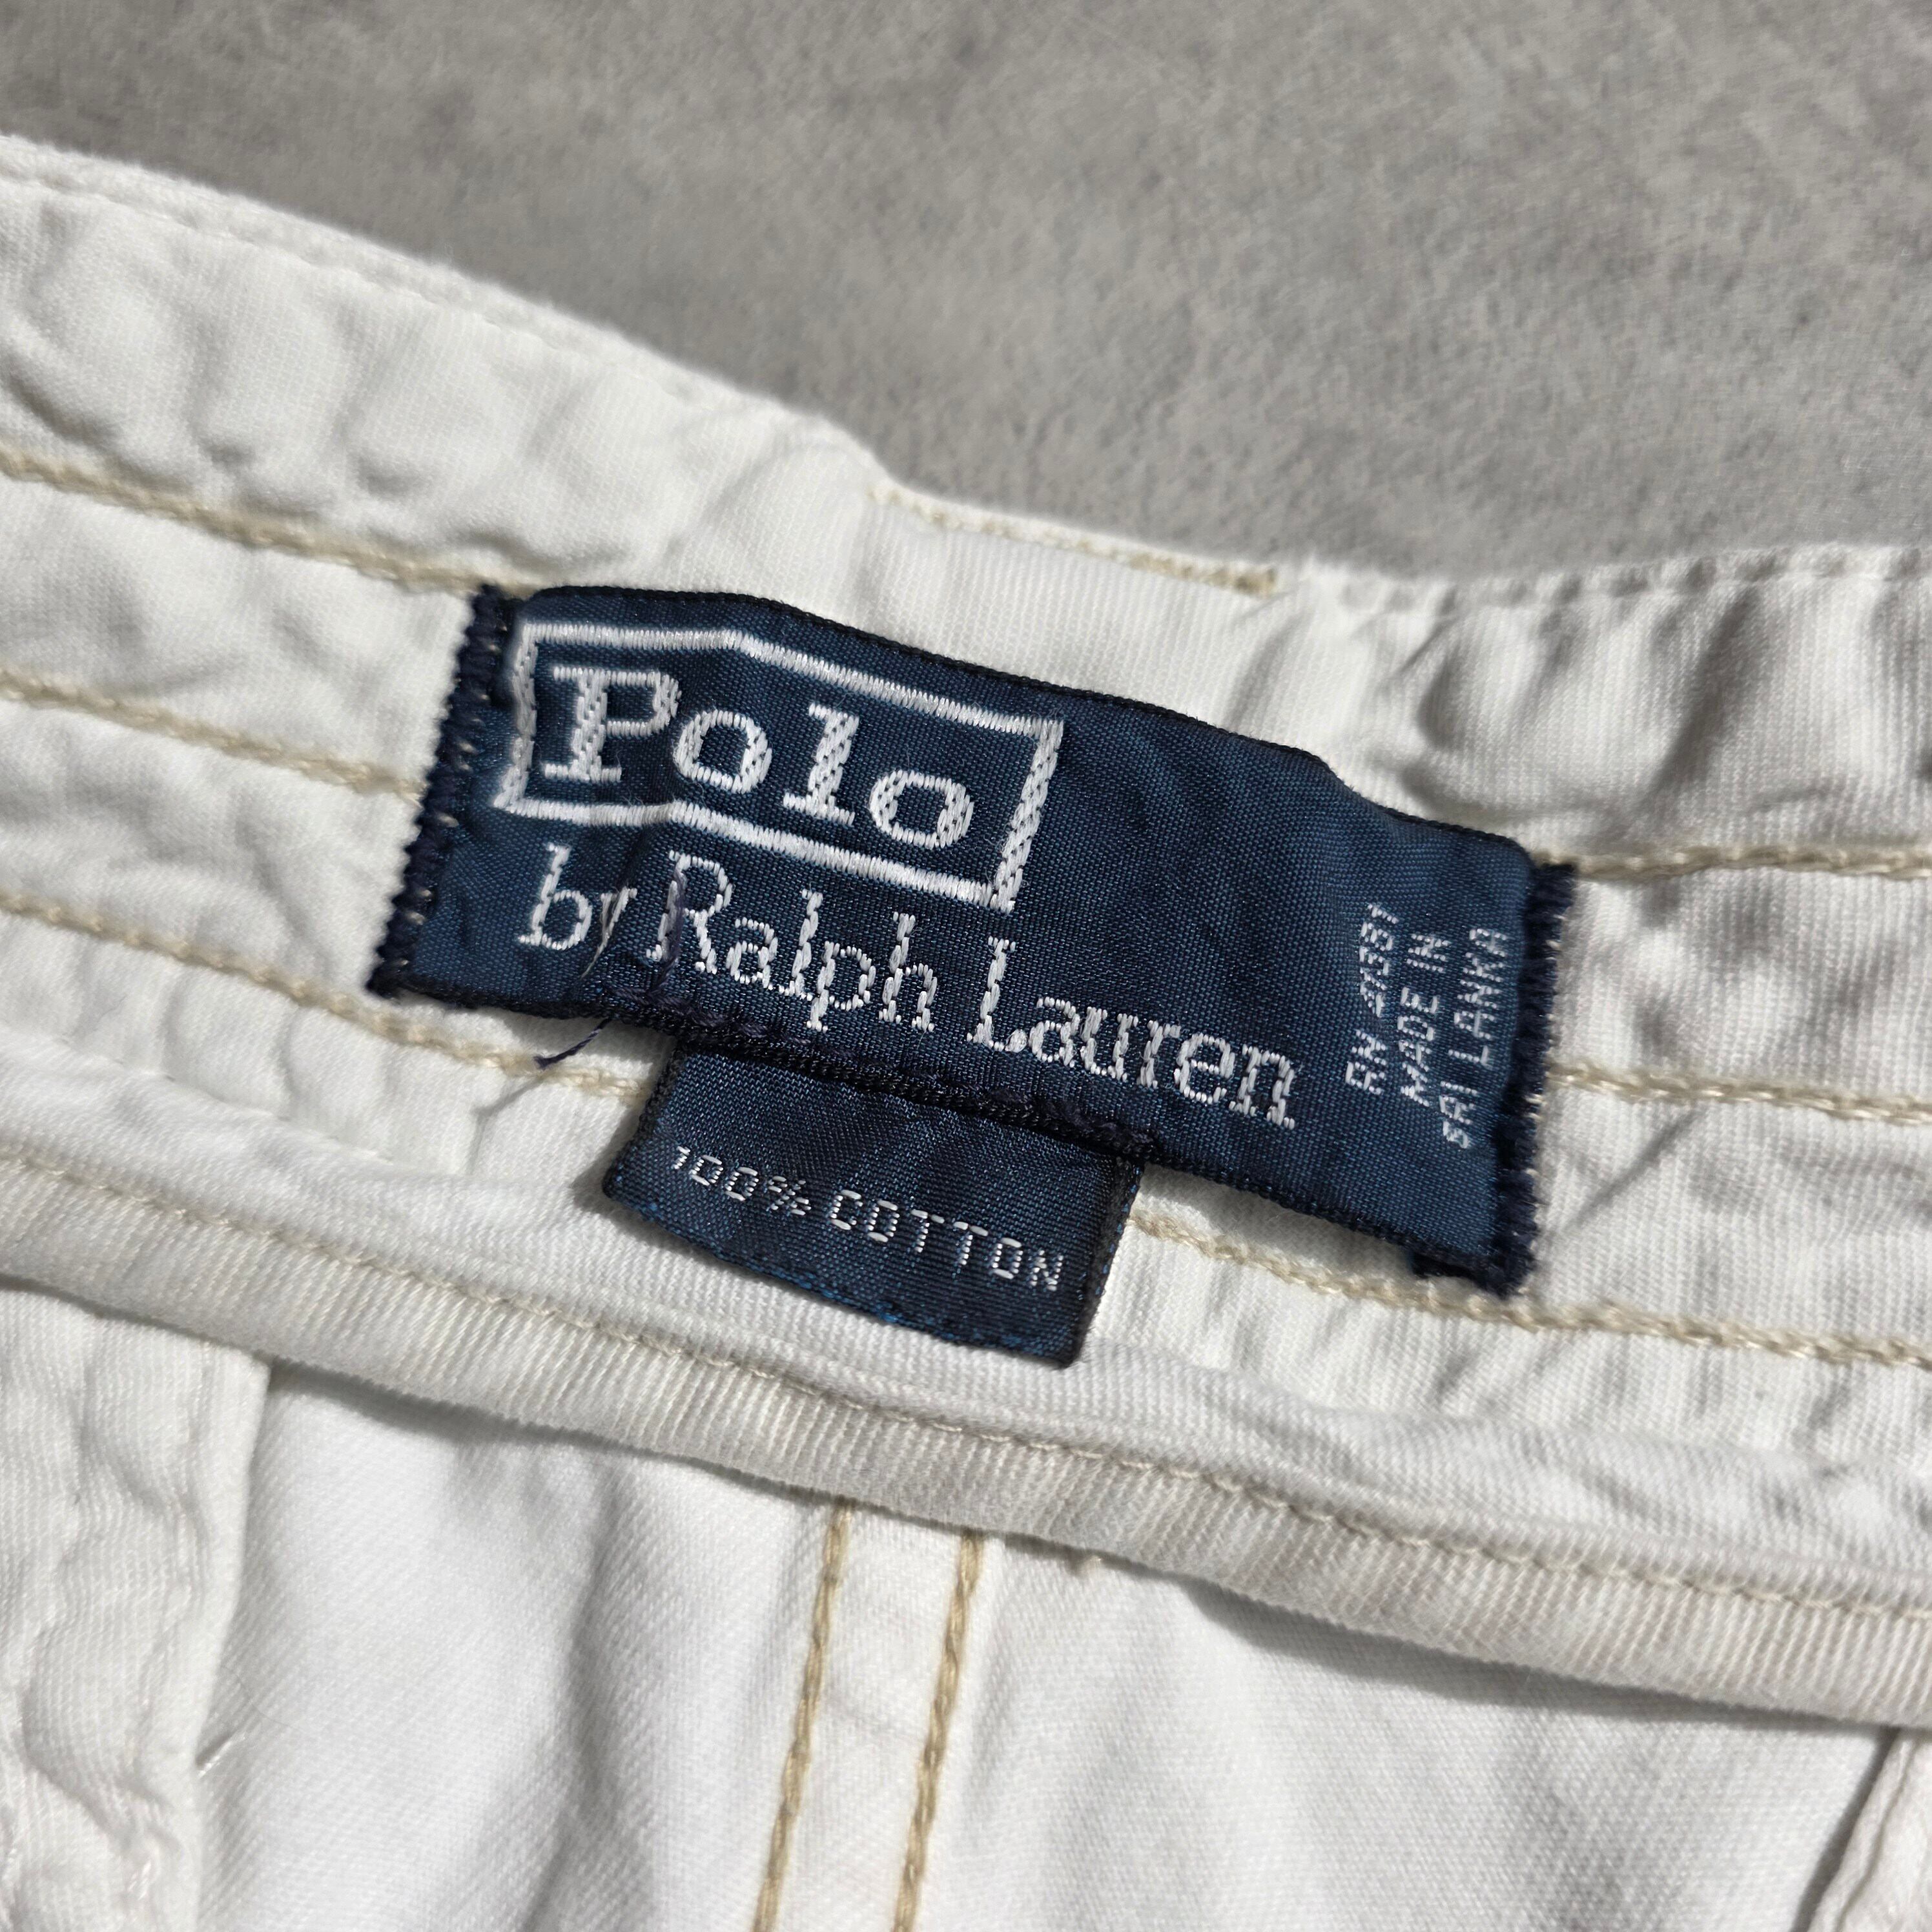 Polo
by Ralph Lauren
RN 41381
MADE IN
SRI LANKA
100% COTTON